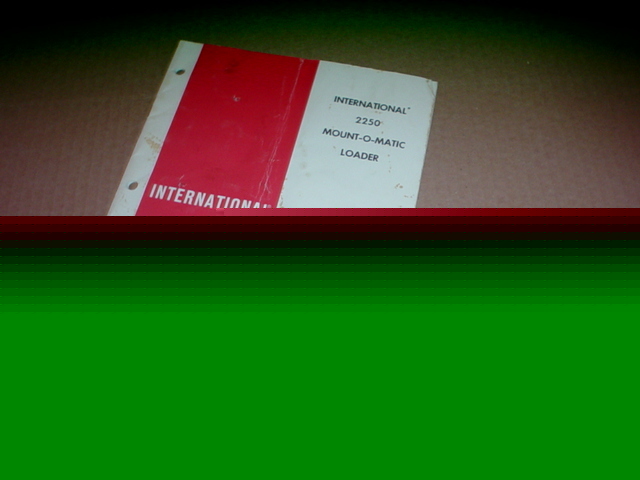 INTERNATIONAL®
2250
MOUNT-O-MATIC
LOADER
INTERNATIONAL